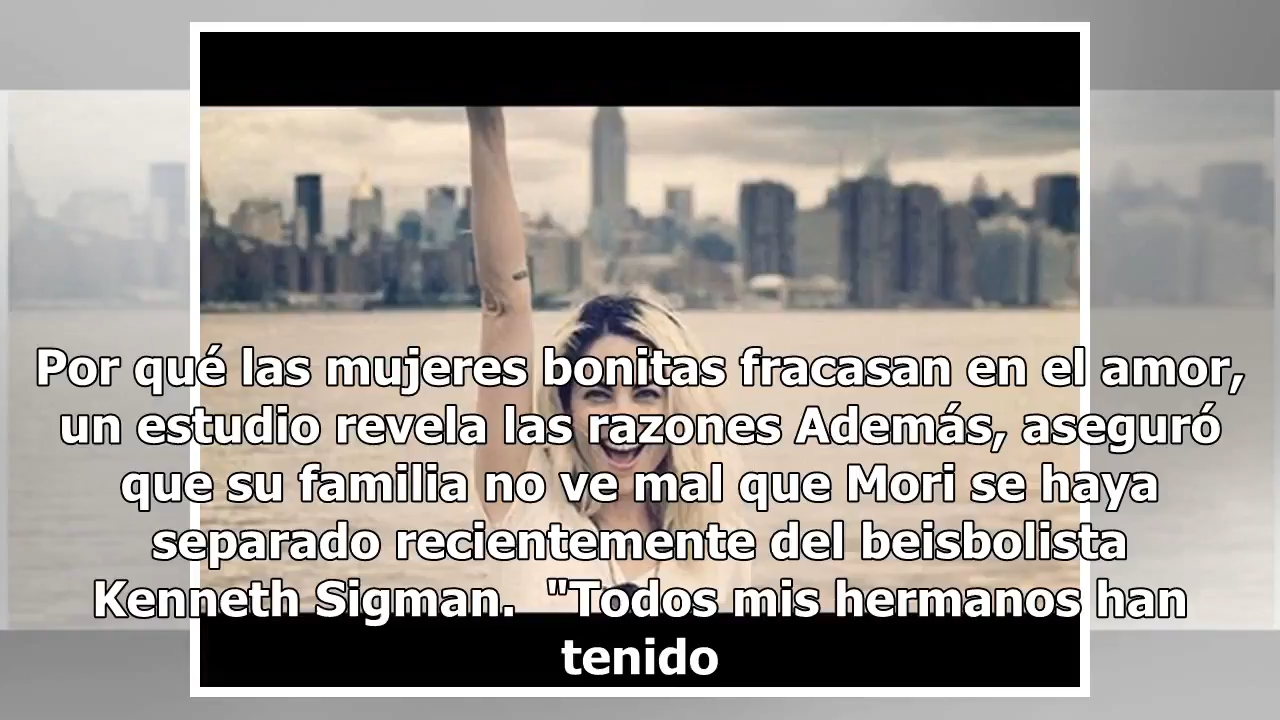 Por qué las mujeres bonitas fracasan en el amor,
un estudio revela las razones Además, aseguró
que su familia no ve mal que Mori se haya
separado recientemente del beisbolista
Kenneth Sigman.  "Todos mis hermanos han
tenido